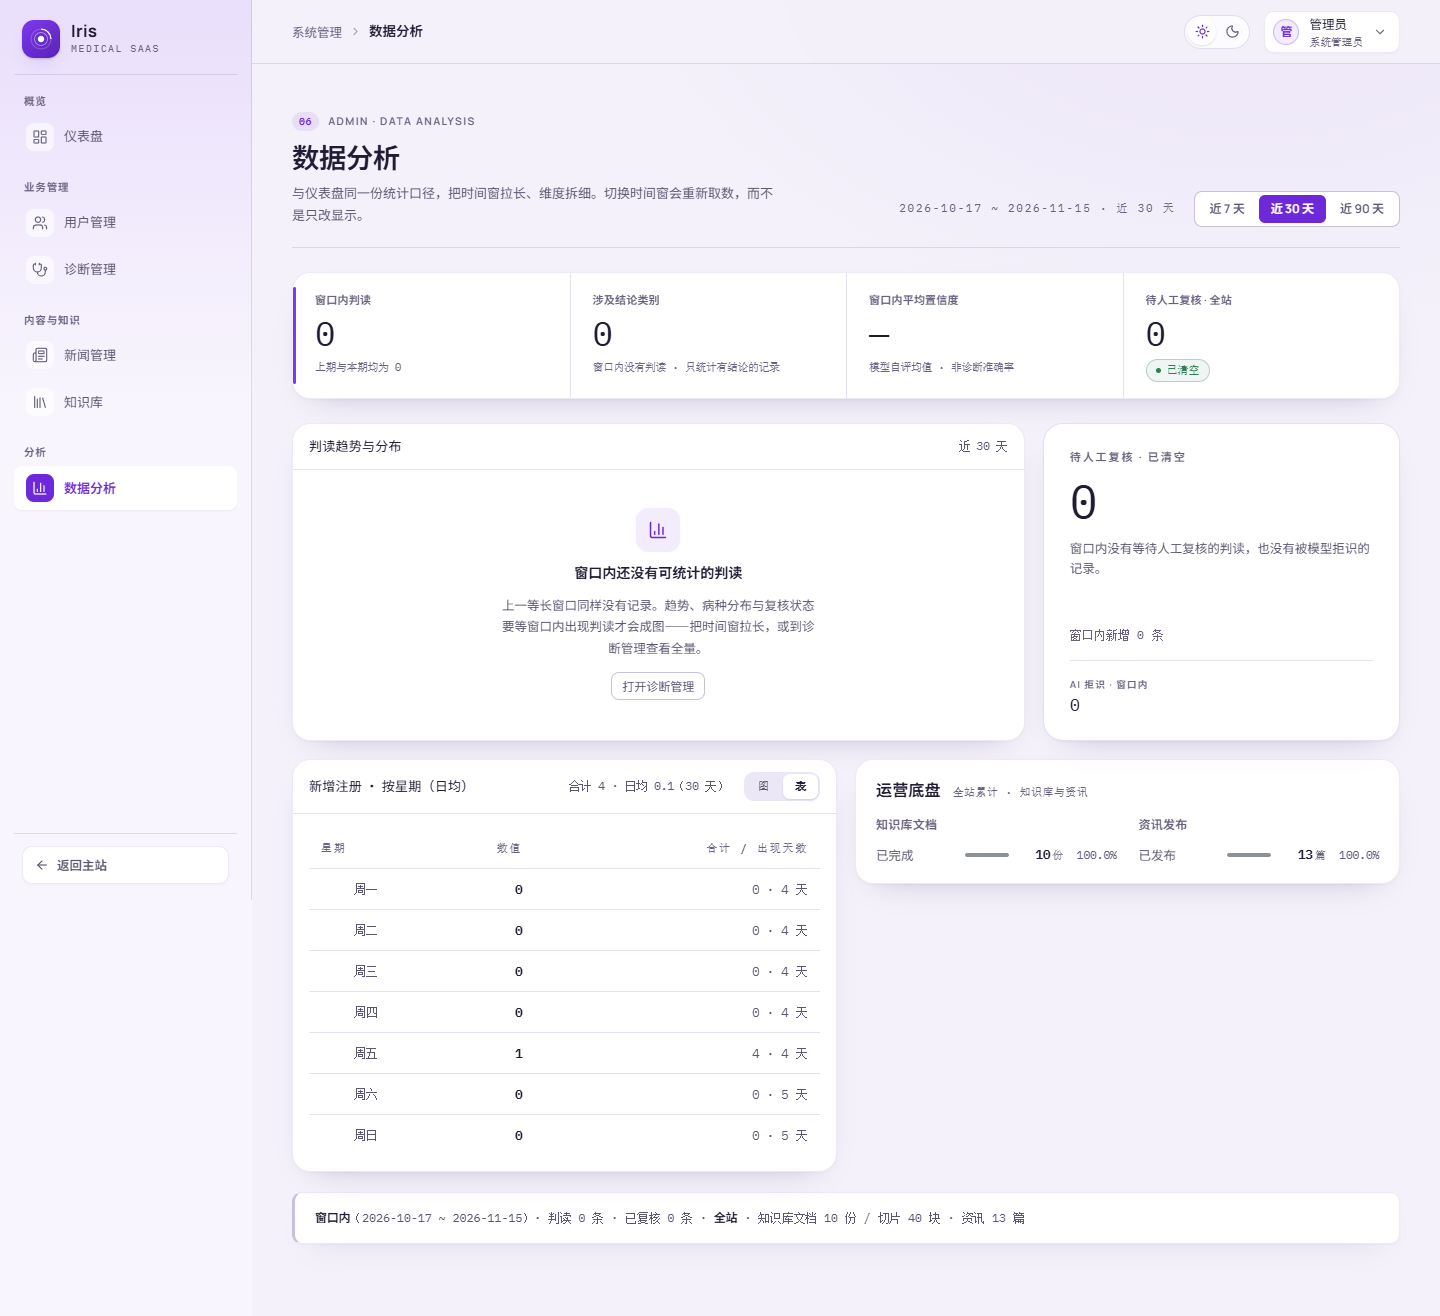 Iris
MEDICAL SAAS
概览
仪表盘
业务管理
用户管理
诊断管理
内容与知识
新闻管理
知识库
分析
数据分析
返回主站
系统管理 > 数据分析
管
管理员
系统管理员
06 ADMIN · DATA ANALYSIS
数据分析
与仪表盘同一份统计口径，把时间窗拉长、维度拆细。切换时间窗会重新取数，而不
是只改显示。
2026-10-17 ~ 2026-11-15 · 近 30 天
近 7 天 近 30 天 近 90 天
窗口内判读
0
上期与本期均为 0
涉及结论类别
0
窗口内没有判读 · 只统计有结论的记录
窗口内平均置信度
—
模型自评均值 · 非诊断准确率
待人工复核 · 全站
0
已清空
判读趋势与分布
近 30 天
窗口内还没有可统计的判读
上一等长窗口同样没有记录。趋势、病种分布与复核状态
要等窗口内出现判读才会成图——把时间窗拉长，或到诊
断管理查看全量。
打开诊断管理
待人工复核 · 已清空
0
窗口内没有等待人工复核的判读，也没有被模型拒识的
记录。
窗口内新增 0 条
AI 拒识 · 窗口内
0
新增注册 · 按星期（日均）
合计 4 · 日均 0.1（30 天）
图 表
星期 数值 合计 / 出现天数
周一 0 0 · 4 天
周二 0 0 · 4 天
周三 0 0 · 4 天
周四 0 0 · 4 天
周五 1 4 · 4 天
周六 0 0 · 5 天
周日 0 0 · 5 天
运营底盘 全站累计 · 知识库与资讯
知识库文档
已完成 10 份 100.0%
资讯发布
已发布 13 篇 100.0%
窗口内（2026-10-17 ~ 2026-11-15）· 判读 0 条 · 已复核 0 条 · 全站 · 知识库文档 10 份 / 切片 40 块 · 资讯 13 篇